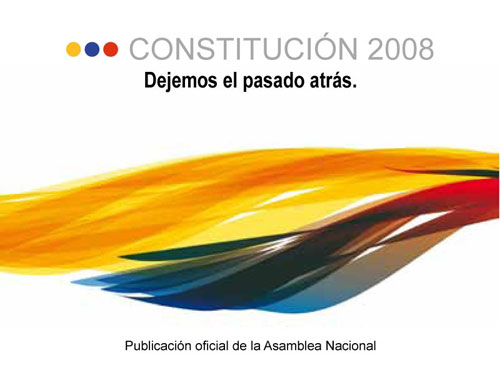 CONSTITUCIÓN 2008
Dejemos el pasado atrás.
Publicación oficial de la Asamblea Nacional